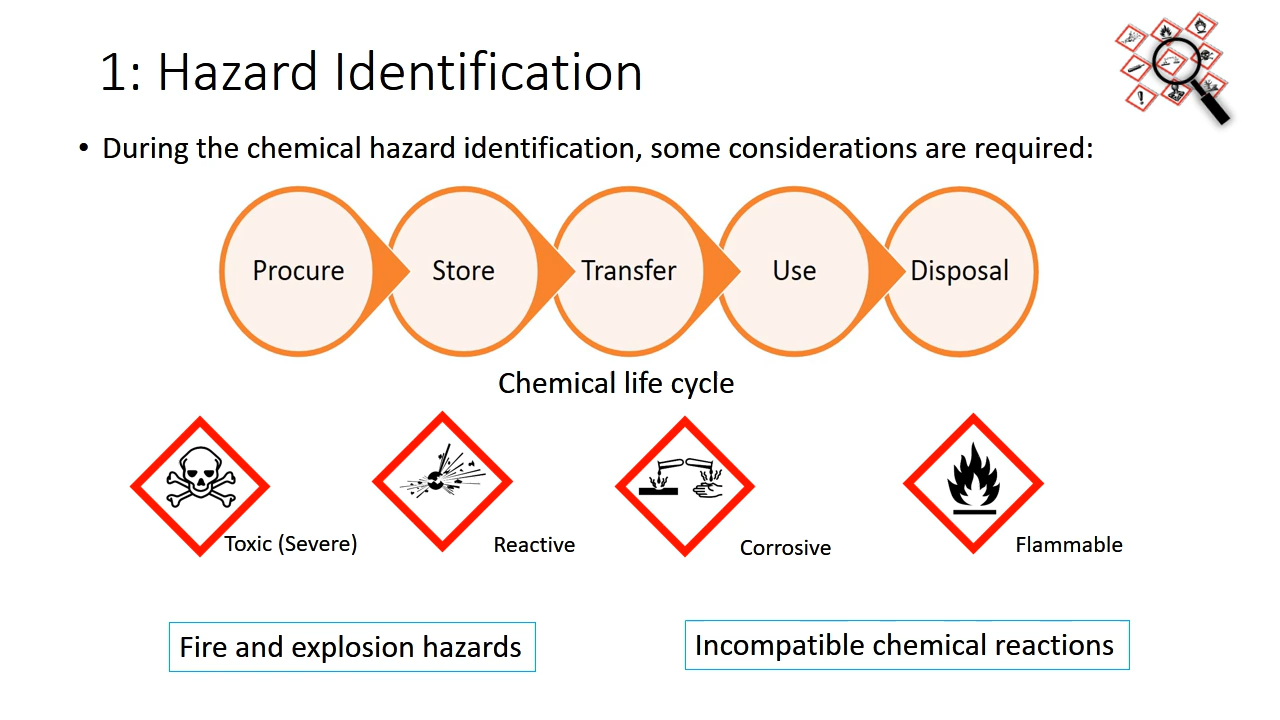 1: Hazard Identification
• During the chemical hazard identification, some considerations are required:
Procure
Store
Transfer
Use
Disposal
Chemical life cycle
Toxic (Severe)
Reactive
Corrosive
Flammable
Fire and explosion hazards
Incompatible chemical reactions